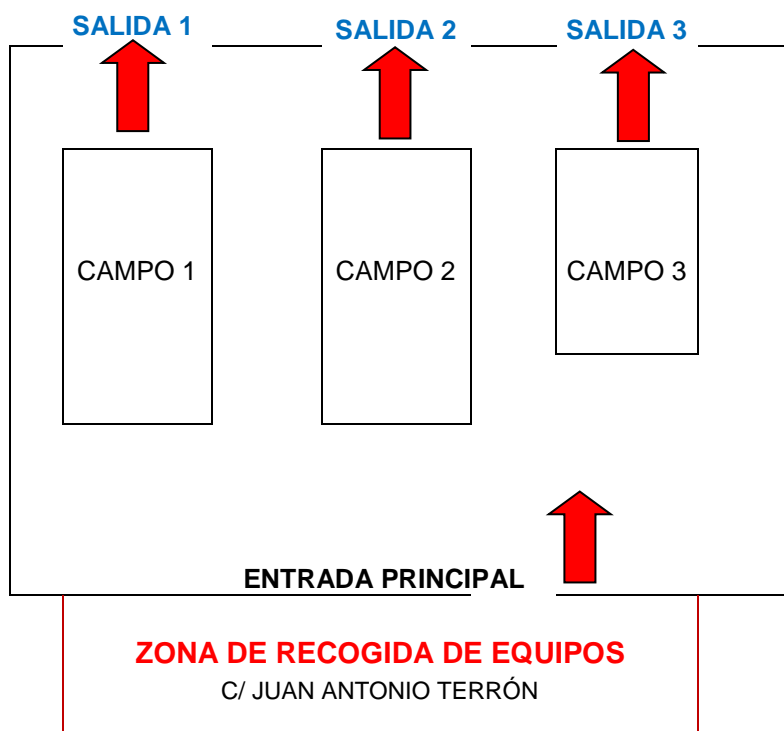 SALIDA 1
SALIDA 2
SALIDA 3
CAMPO 1
CAMPO 2
CAMPO 3
ENTRADA PRINCIPAL
ZONA DE RECOGIDA DE EQUIPOS
C/ JUAN ANTONIO TERRÓN